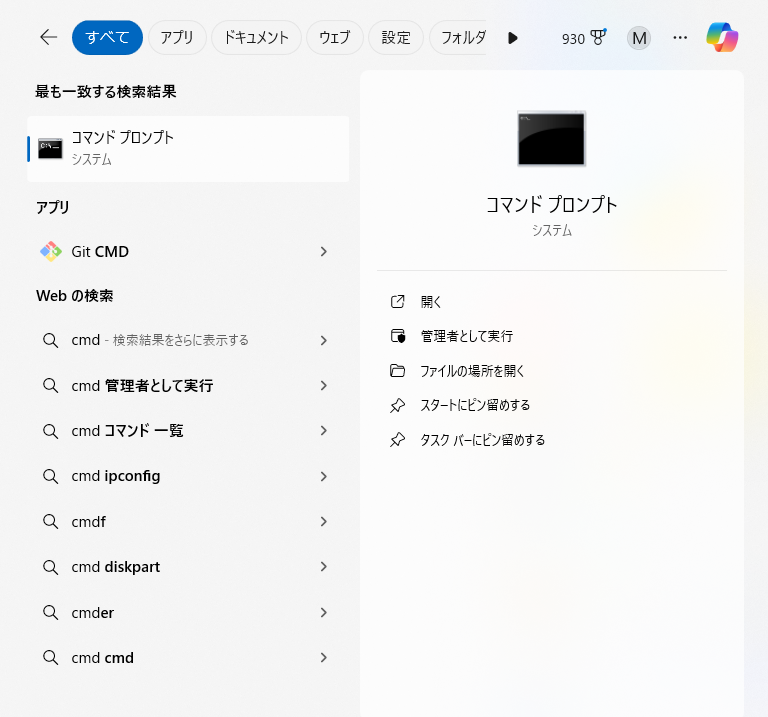 すべて アプリ ドキュメント ウェブ 設定 フォルダ 930 M
最も一致する検索結果
コマンド プロンプト
システム
アプリ
Git CMD
Web の検索
cmd - 検索結果をさらに表示する
cmd 管理者として実行
cmd コマンド 一覧
cmd ipconfig
cmdf
cmd diskpart
cmder
cmd cmd
コマンド プロンプト
システム
開く
管理者として実行
ファイルの場所を開く
スタートにピン留めする
タスク バーにピン留めする